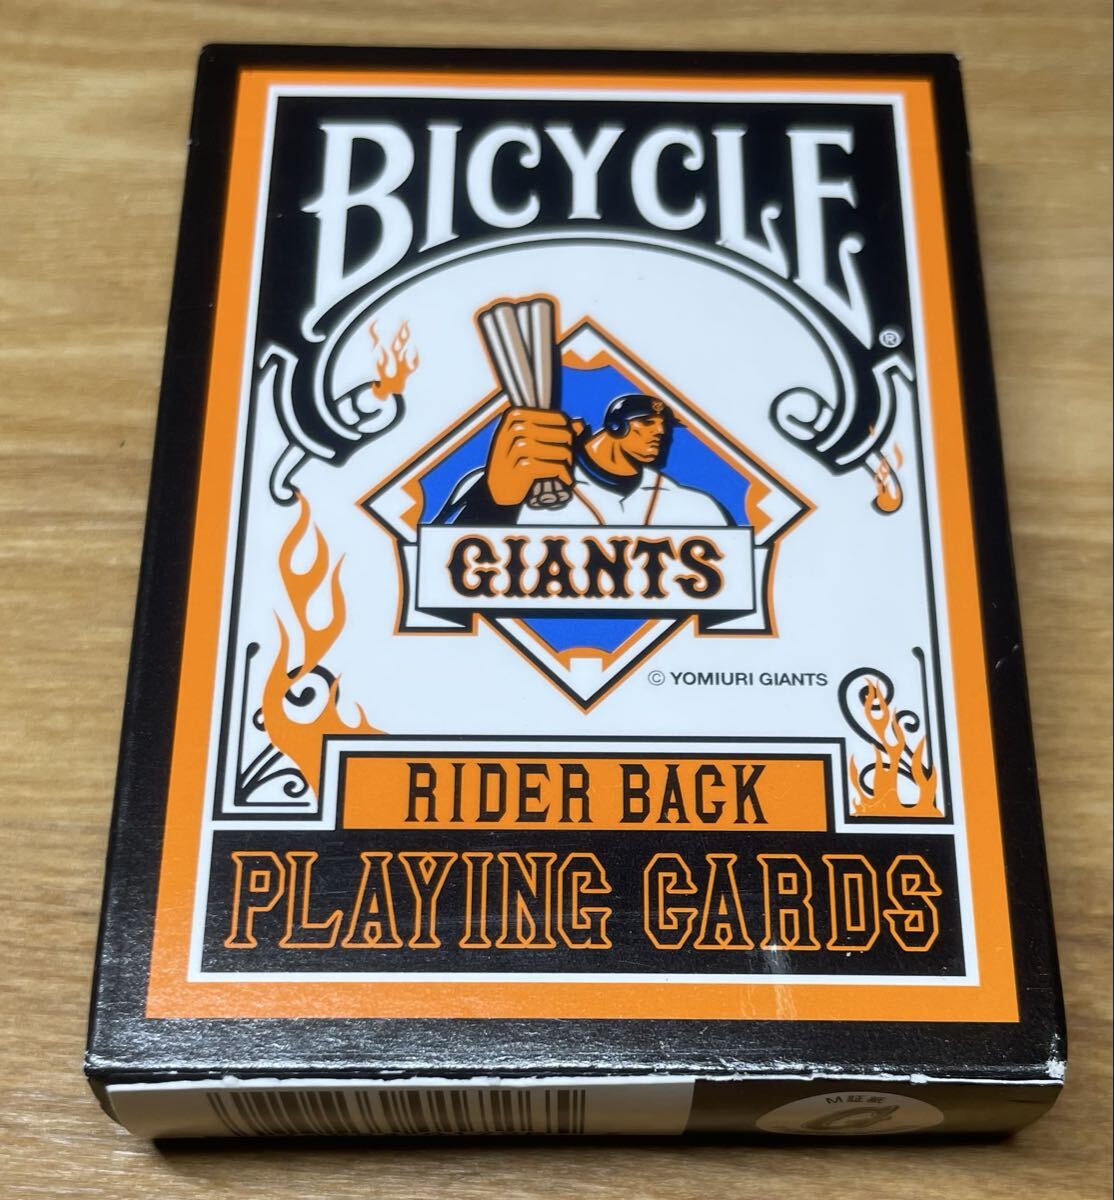 BICYCLE
®
GIANTS
© YOMIURI GIANTS
RIDER BACK
PLAYING CARDS